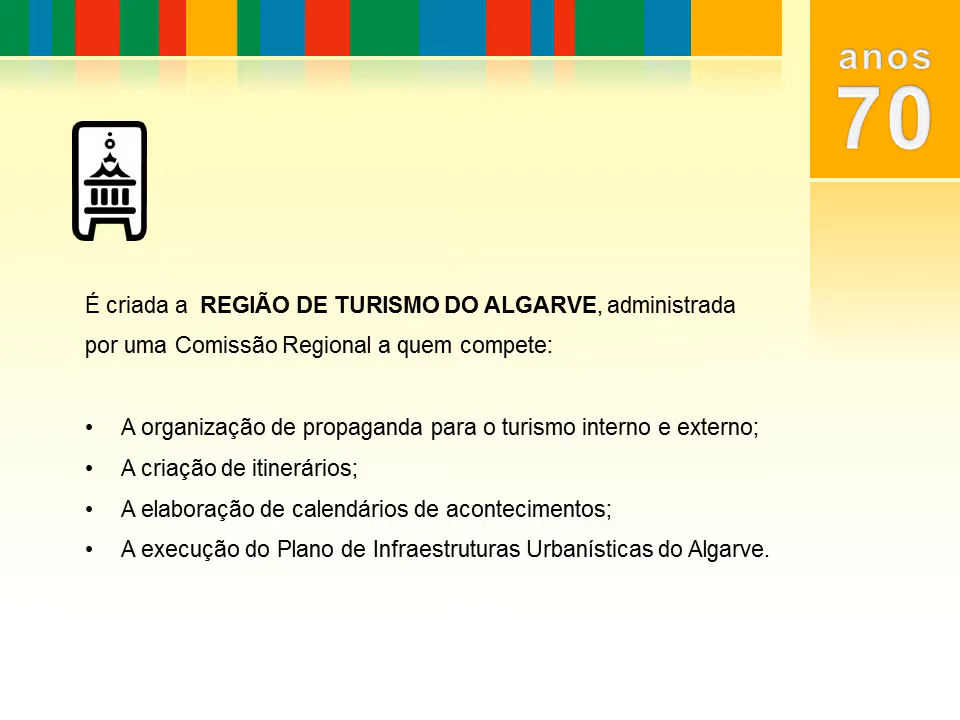 anos
70
É criada a REGIÃO DE TURISMO DO ALGARVE, administrada
por uma Comissão Regional a quem compete:
• A organização de propaganda para o turismo interno e externo;
• A criação de itinerários;
• A elaboração de calendários de acontecimentos;
• A execução do Plano de Infraestruturas Urbanísticas do Algarve.